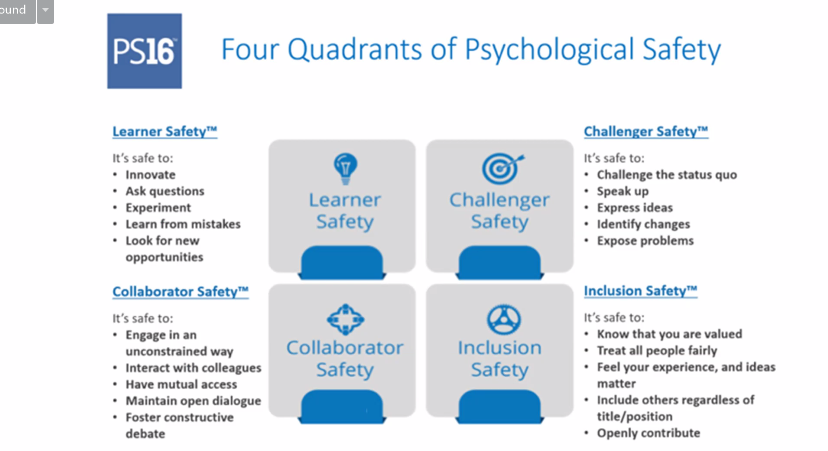 ound
PS16™
Four Quadrants of Psychological Safety
Learner Safety™
It's safe to:
• Innovate
• Ask questions
• Experiment
• Learn from mistakes
• Look for new
opportunities
Learner
Safety
Challenger
Safety
Challenger Safety™
It's safe to:
• Challenge the status quo
• Speak up
• Express ideas
• Identify changes
• Expose problems
Collaborator Safety™
It's safe to:
• Engage in an
unconstrained way
• Interact with colleagues
• Have mutual access
• Maintain open dialogue
• Foster constructive
debate
Collaborator
Safety
Inclusion
Safety
Inclusion Safety™
It's safe to:
• Know that you are valued
• Treat all people fairly
• Feel your experience, and ideas
matter
• Include others regardless of
title/position
• Openly contribute